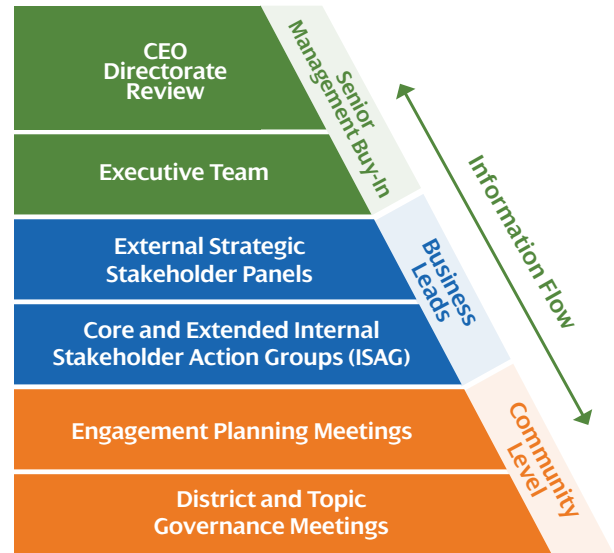 CEO
Directorate
Review
Senior
Management Buy-In
Executive Team
External Strategic
Stakeholder Panels
Business
Leads
Core and Extended Internal
Stakeholder Action Groups (ISAG)
Engagement Planning Meetings
Community
Level
District and Topic
Governance Meetings
Information Flow